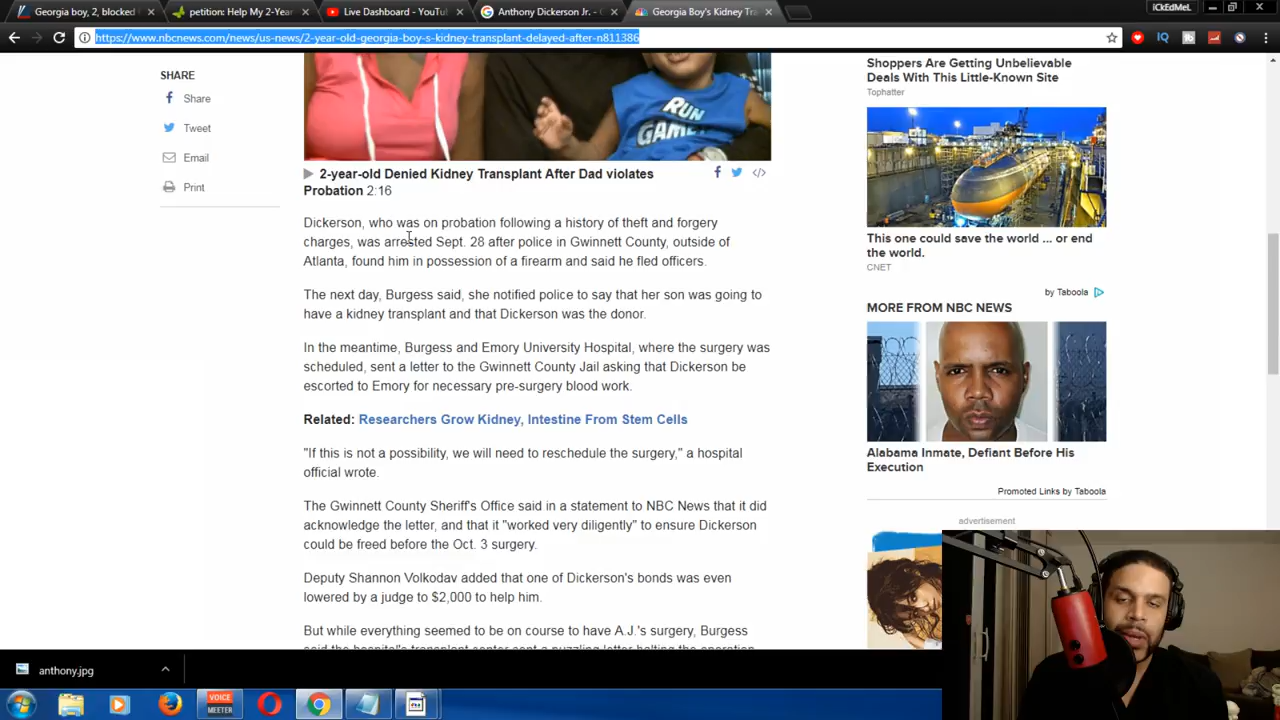 Georgia boy, 2, blocked
petition: Help My 2-Year
Live Dashboard - YouTu
Anthony Dickerson Jr. -
Georgia Boy's Kidney Tra
iCkEdMeL
https://www.nbcnews.com/news/us-news/2-year-old-georgia-boy-s-kidney-transplant-delayed-after-n811386
IQ
SHARE
Share
Tweet
Email
Print
RUN
GAME
2-year-old Denied Kidney Transplant After Dad violates
Probation 2:16
Dickerson, who was on probation following a history of theft and forgery
charges, was arrested Sept. 28 after police in Gwinnett County, outside of
Atlanta, found him in possession of a firearm and said he fled officers.
The next day, Burgess said, she notified police to say that her son was going to
have a kidney transplant and that Dickerson was the donor.
In the meantime, Burgess and Emory University Hospital, where the surgery was
scheduled, sent a letter to the Gwinnett County Jail asking that Dickerson be
escorted to Emory for necessary pre-surgery blood work.
Related: Researchers Grow Kidney, Intestine From Stem Cells
"If this is not a possibility, we will need to reschedule the surgery," a hospital
official wrote.
The Gwinnett County Sheriff's Office said in a statement to NBC News that it did
acknowledge the letter, and that it "worked very diligently" to ensure Dickerson
could be freed before the Oct. 3 surgery.
Deputy Shannon Volkodav added that one of Dickerson's bonds was even
lowered by a judge to $2,000 to help him.
But while everything seemed to be on course to have A.J.'s surgery, Burgess
said the hospital's transplant center sent a puzzling letter halting the operation
Shoppers Are Getting Unbelievable
Deals With This Little-Known Site
Tophatter
This one could save the world ... or end
the world.
CNET
by Taboola
MORE FROM NBC NEWS
Alabama Inmate, Defiant Before His
Execution
Promoted Links by Taboola
advertisement
anthony.jpg
VOICE
MEETER